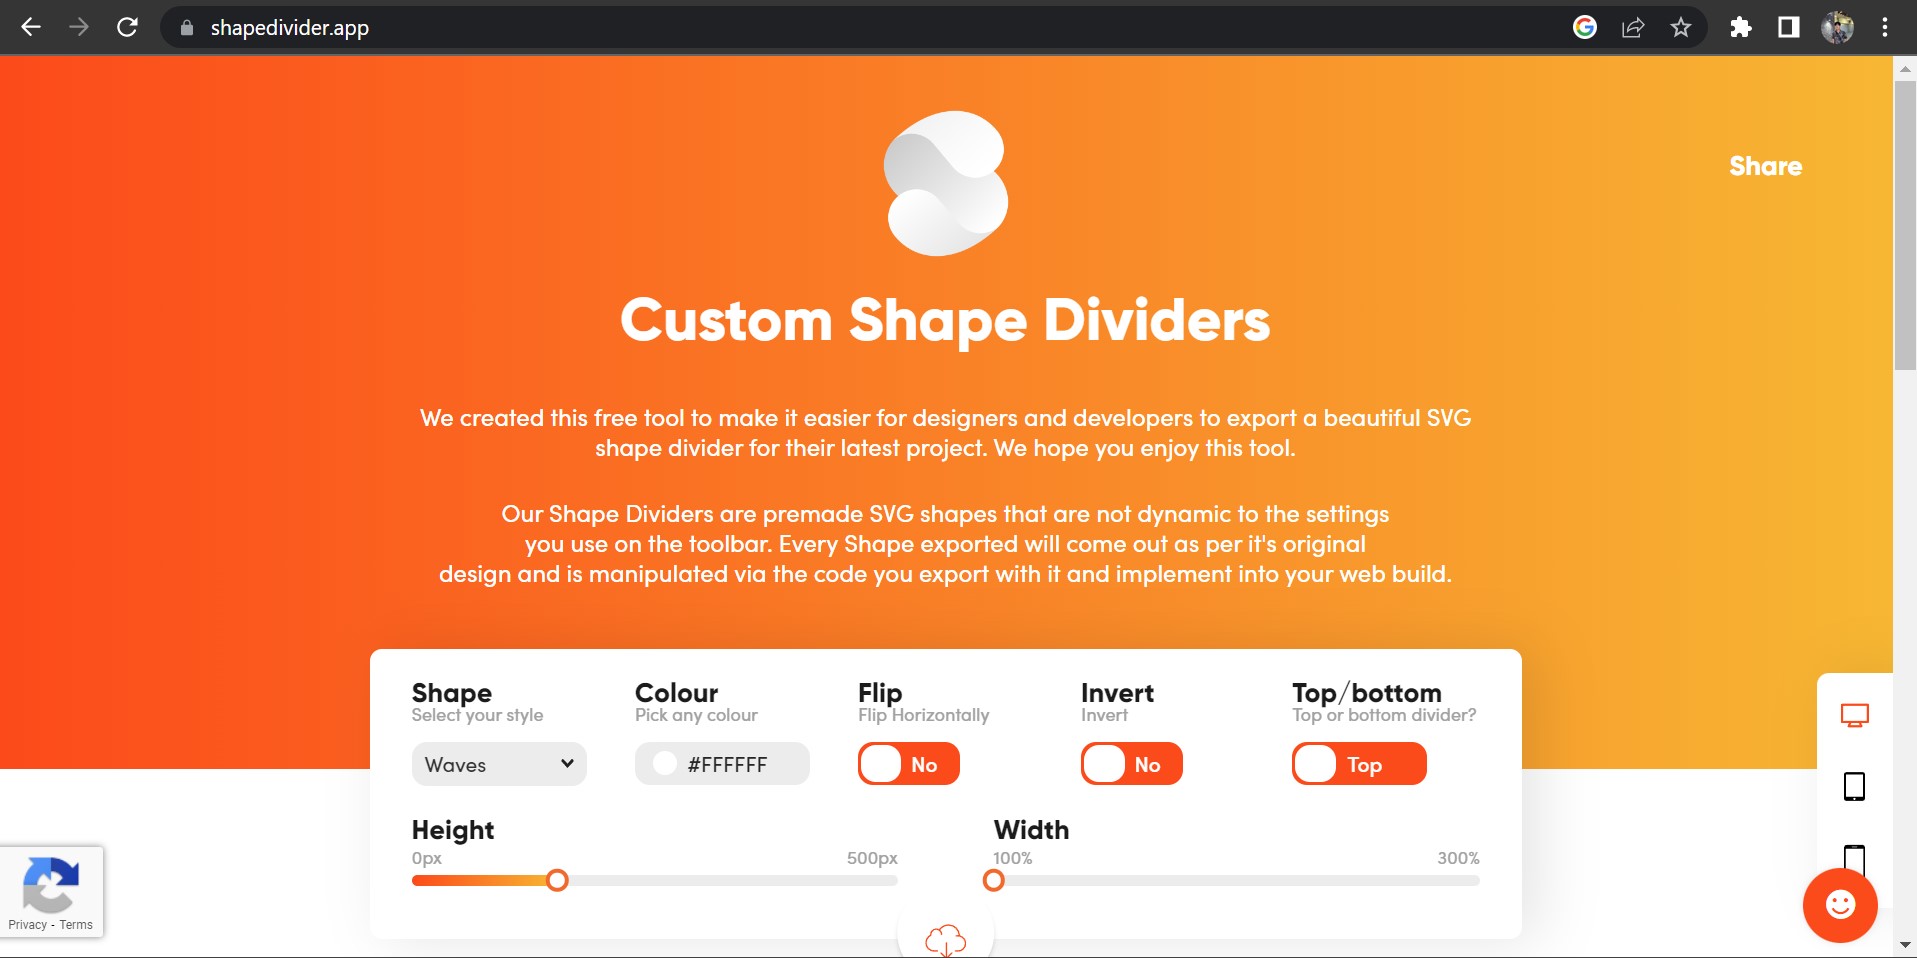 shapedivider.app
Share
Custom Shape Dividers
We created this free tool to make it easier for designers and developers to export a beautiful SVG
shape divider for their latest project. We hope you enjoy this tool.
Our Shape Dividers are premade SVG shapes that are not dynamic to the settings
you use on the toolbar. Every Shape exported will come out as per it's original
design and is manipulated via the code you export with it and implement into your web build.
Shape
Select your style
Waves
Colour
Pick any colour
#FFFFFF
Flip
Flip Horizontally
No
Invert
Invert
No
Top/bottom
Top or bottom divider?
Top
Height
0px 500px
Width
100% 300%
Privacy - Terms